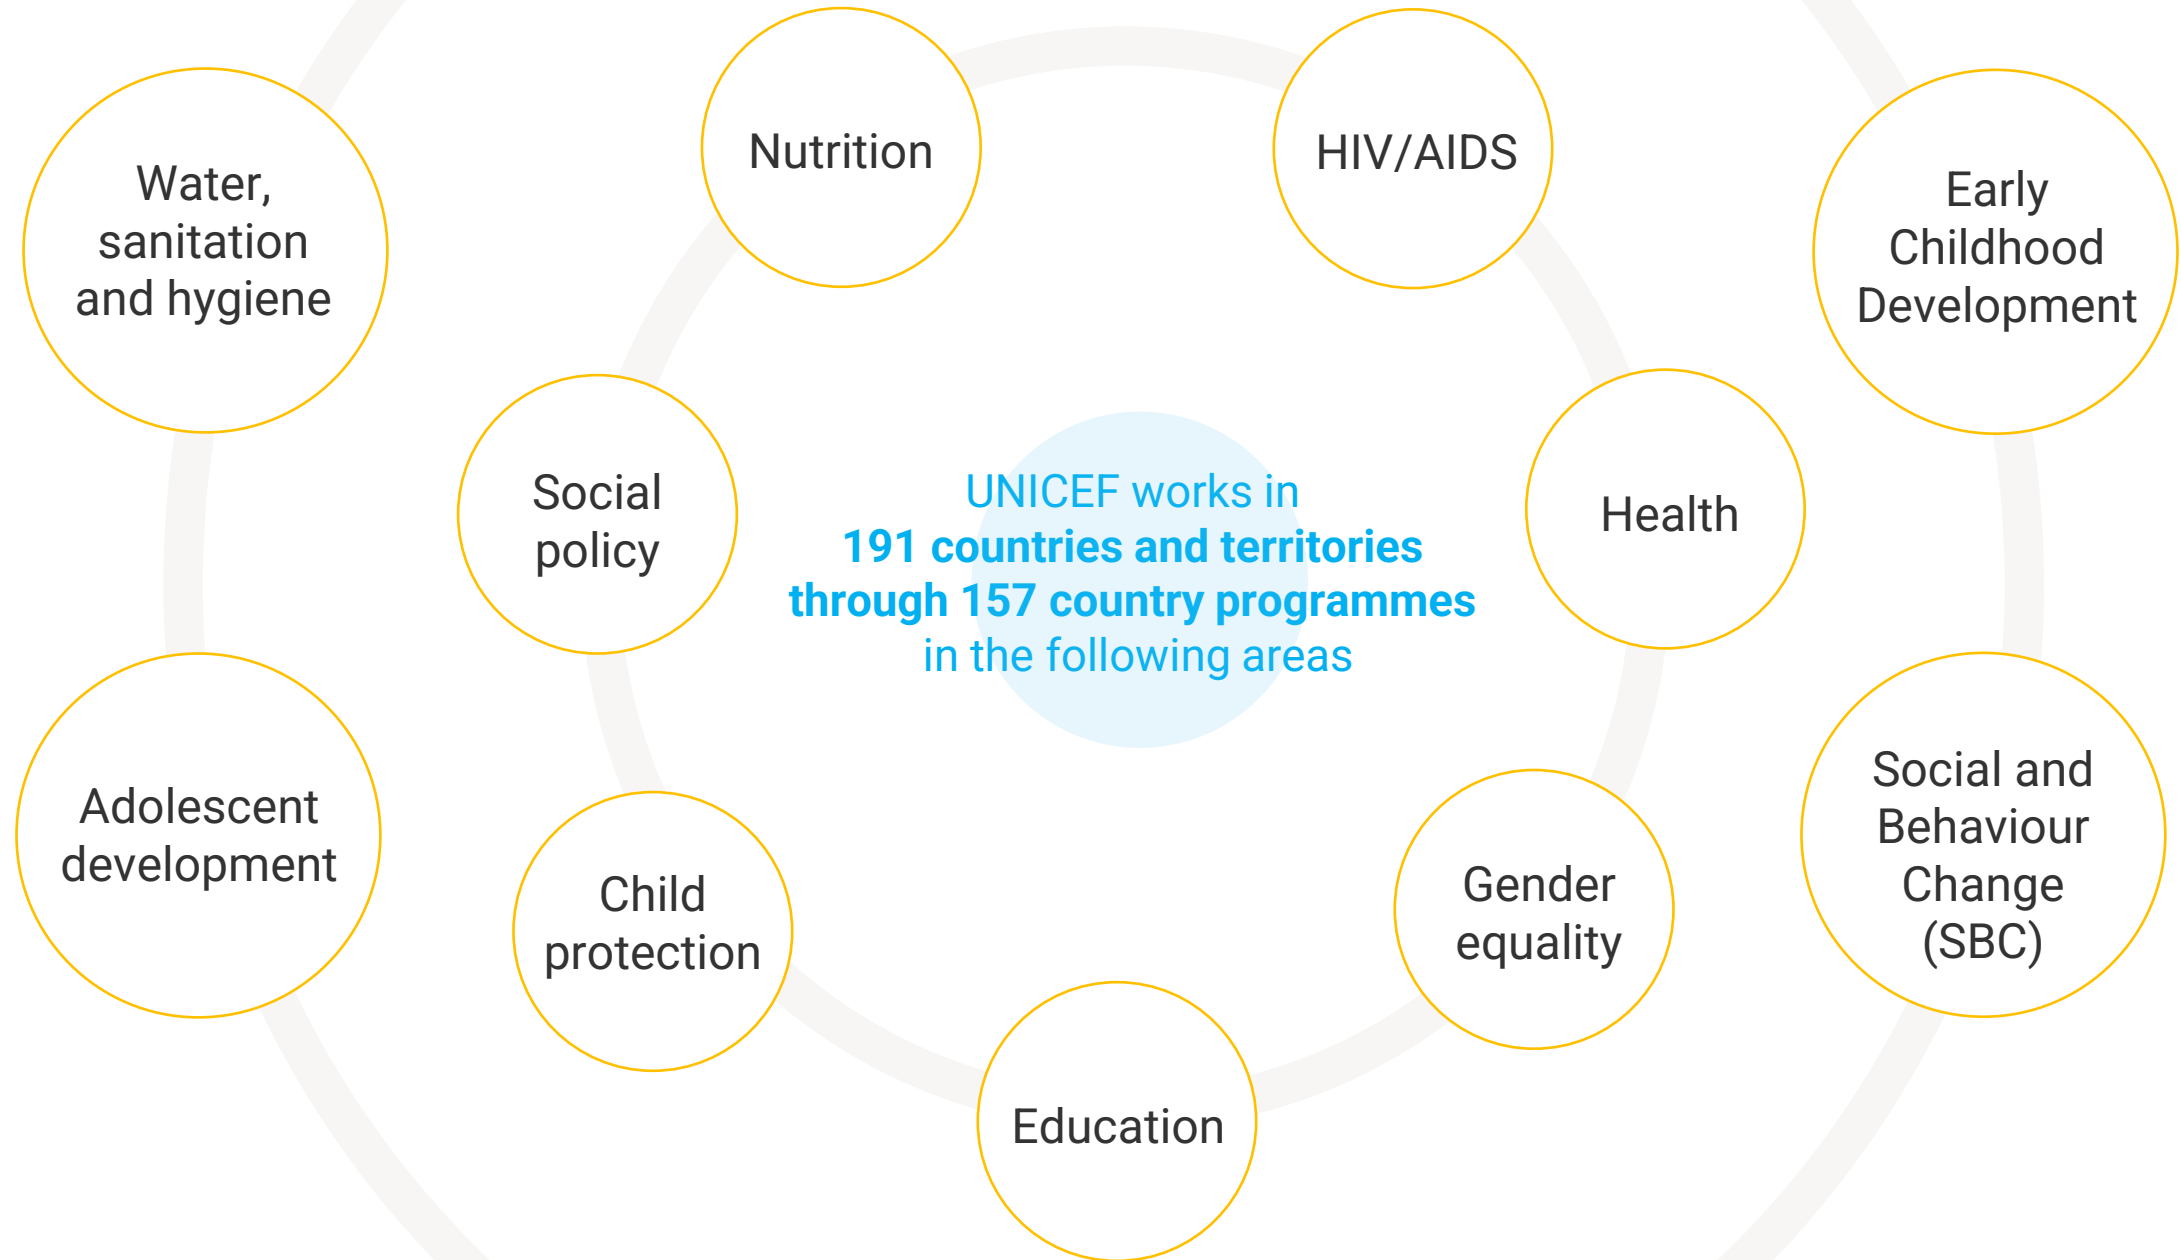 Nutrition
HIV/AIDS
Water,
sanitation
and hygiene
Early
Childhood
Development
Social
policy
UNICEF works in
191 countries and territories
through 157 country programmes
in the following areas
Health
Adolescent
development
Child
protection
Gender
equality
Social and
Behaviour
Change
(SBC)
Education